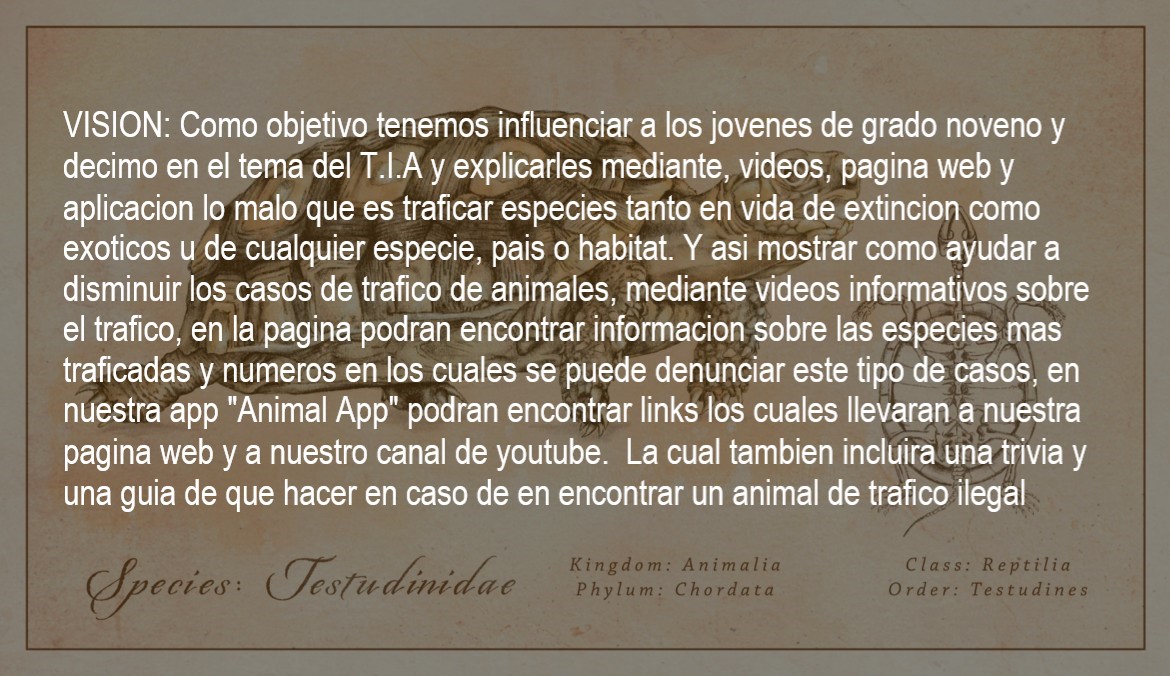 VISION: Como objetivo tenemos influenciar a los jovenes de grado noveno y
decimo en el tema del T.I.A y explicarles mediante, videos, pagina web y
aplicacion lo malo que es traficar especies tanto en vida de extincion como
exoticos u de cualquier especie, pais o habitat. Y asi mostrar como ayudar a
disminuir los casos de trafico de animales, mediante videos informativos sobre
el trafico, en la pagina podran encontrar informacion sobre las especies mas
traficadas y numeros en los cuales se puede denunciar este tipo de casos, en
nuestra app "Animal App" podran encontrar links los cuales llevaran a nuestra
pagina web y a nuestro canal de youtube.  La cual tambien incluira una trivia y
una guia de que hacer en caso de en encontrar un animal de trafico ilegal
Species: Testudinidae
Kingdom: Animalia
Phylum: Chordata
Class: Reptilia
Order: Testudines